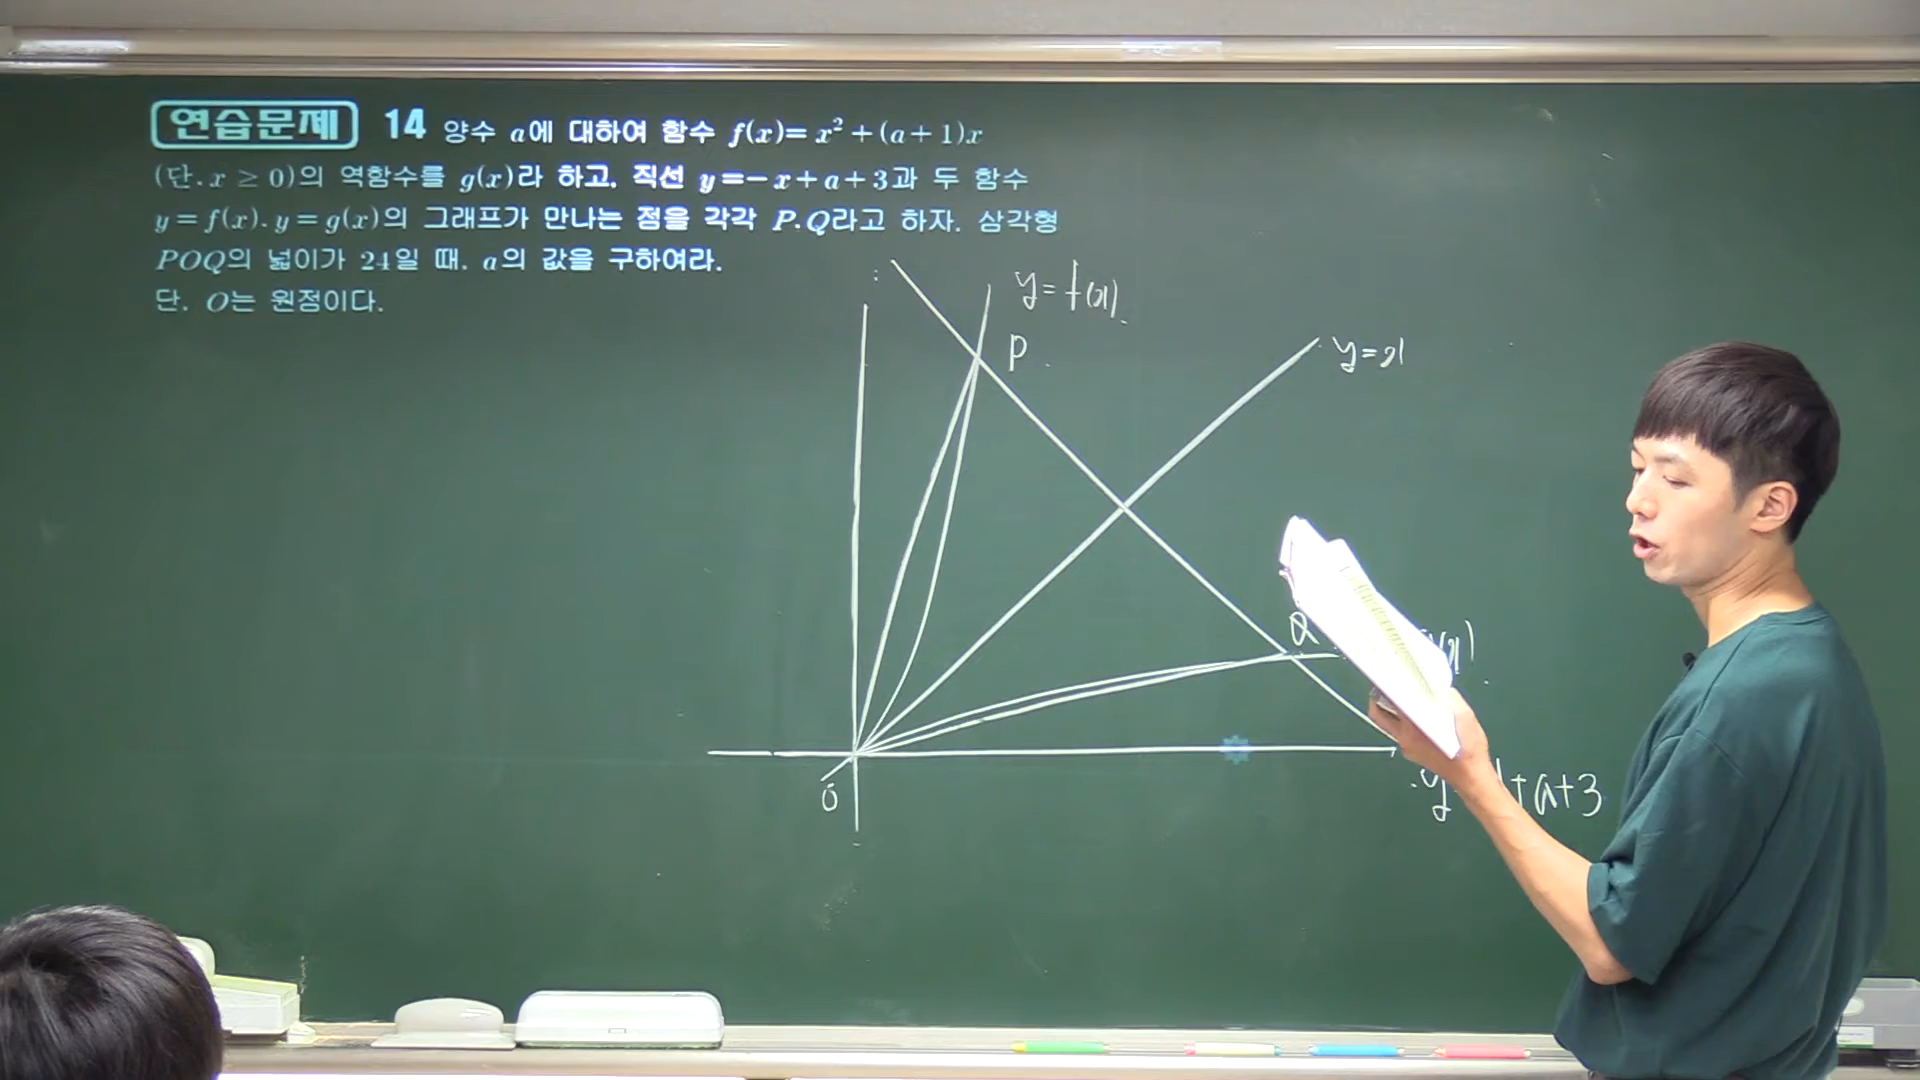 연습문제 14 양수 a에 대하여 함수 f(x)= x² + (a+1)x
(단. x ≥ 0)의 역함수를 g(x)라 하고, 직선 y=-x+a+3과 두 함수
y=f(x). y=g(x)의 그래프가 만나는 점을 각각 P.Q라고 하자. 삼각형
POQ의 넓이가 24일 때. a의 값을 구하여라.
단. O는 원점이다.
y=f(x)
P
y=x
Q
(x)
O
y +a+3